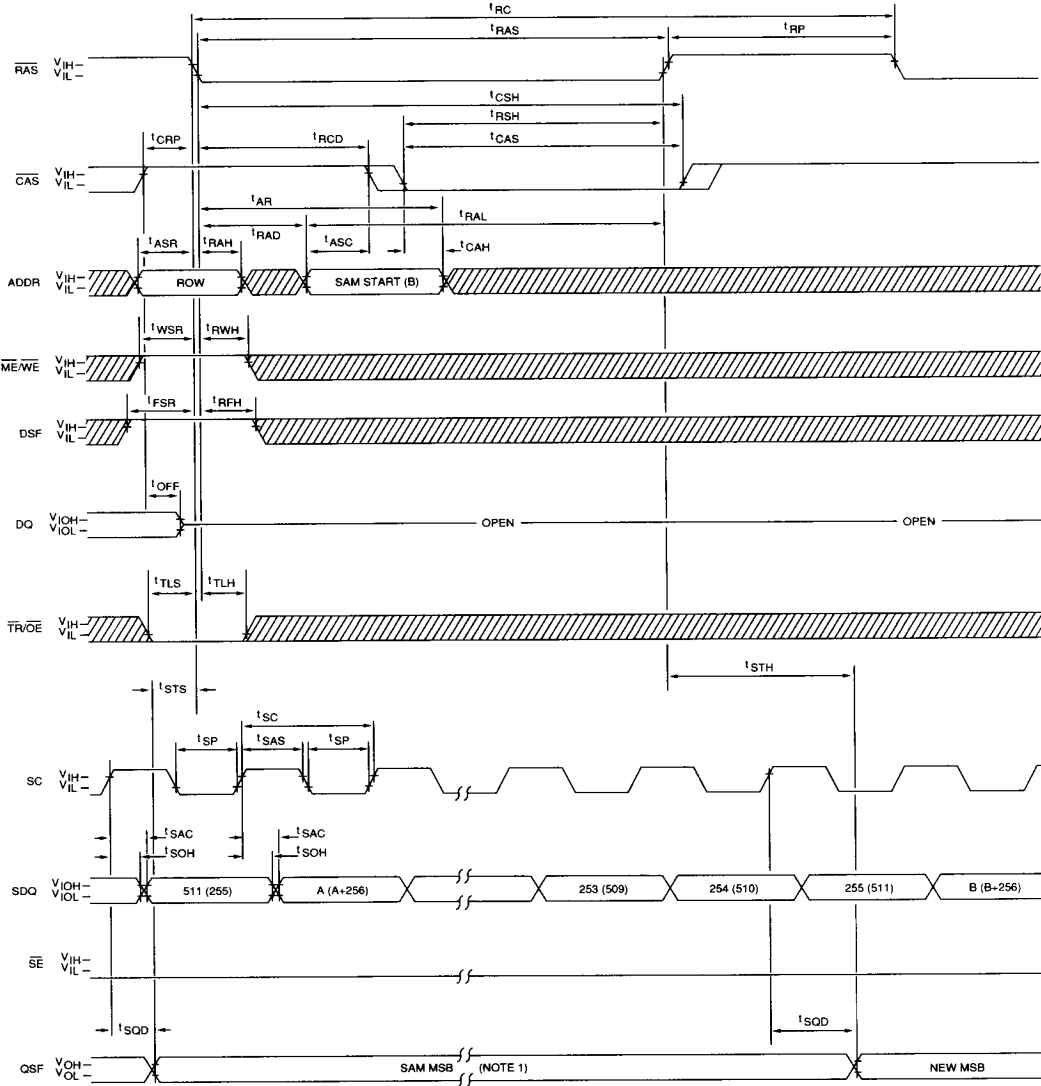 tRC
tRAS tRP
RAS VIH– VIL–
tCSH
tRSH
tCRP tRCD tCAS
CAS VIH– VIL–
tAR
tRAD tRAL
tASR tRAH tASC tCAH
ADDR VIH– VIL– ROW SAM START (B)
tWSR tRWH
ME/WE VIH– VIL–
tFSR tRFH
DSF VIH– VIL–
tOFF
DQ VIOH– VIOL– OPEN OPEN
tTLS tTLH
TR/OE VIH– VIL–
tSTH
tSTS
tSC
tSP tSAS tSP
SC VIH– VIL–
tSAC tSAC
tSOH tSOH
SDQ VIOH– VIOL– 511 (255) A (A+256) 253 (509) 254 (510) 255 (511) B (B+256)
SE VIH– VIL–
tSQD tSQD
QSF VOH– VOL– SAM MSB (NOTE 1) NEW MSB